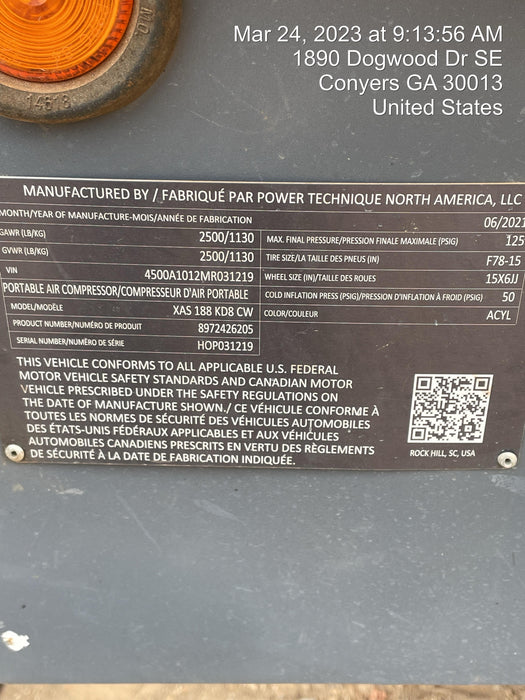 Mar 24, 2023 at 9:13:56 AM
1890 Dogwood Dr SE
Conyers GA 30013
United States
14618
MANUFACTURED BY / FABRIQUÉ PAR POWER TECHNIQUE NORTH AMERICA, LLC
MONTH/YEAR OF MANUFACTURE-MOIS/ANNÉE DE FABRICATION 06/2021
GAWR (LB/KG) 2500/1130
GVWR (LB/KG) 2500/1130
VIN 4500A1012MR031219
PORTABLE AIR COMPRESSOR/COMPRESSEUR D'AIR PORTABLE
MODEL/MODÈLE XAS 188 KD8 CW
PRODUCT NUMBER/NUMÉRO DE PRODUIT 8972426205
SERIAL NUMBER/NUMÉRO DE SÉRIE HOP031219
MAX. FINAL PRESSURE/PRESSION FINALE MAXIMALE (PSIG) 125
TIRE SIZE/LA TAILLE DES PNEUS (IN) F78-15
WHEEL SIZE (IN)/TAILLE DES ROUES 15X6JJ
COLD INFLATION PRESS (PSIG)/PRESSION D'INFLATION À FROID (PSIG) 50
COLOR/COULEUR ACYL
THIS VEHICLE CONFORMS TO ALL APPLICABLE U.S. FEDERAL
MOTOR VEHICLE SAFETY STANDARDS AND CANADIAN MOTOR
VEHICLE PRESCRIBED UNDER THE SAFETY REGULATIONS ON
THE DATE OF MANUFACTURE SHOWN./ CE VÉHICULE CONFORME À
TOUTES LES NORMES DE SÉCURITÉ DES VÉHICULES AUTOMOBILES
DES ÉTATS-UNIS FÉDÉRAUX APPLICABLES ET AUX VÉHICULES
AUTOMOBILES CANADIENS PRESCRITS EN VERTU DES RÈGLEMENTS
DE SÉCURITÉ À LA DATE DE FABRICATION INDIQUÉE.
ROCK HILL, SC, USA